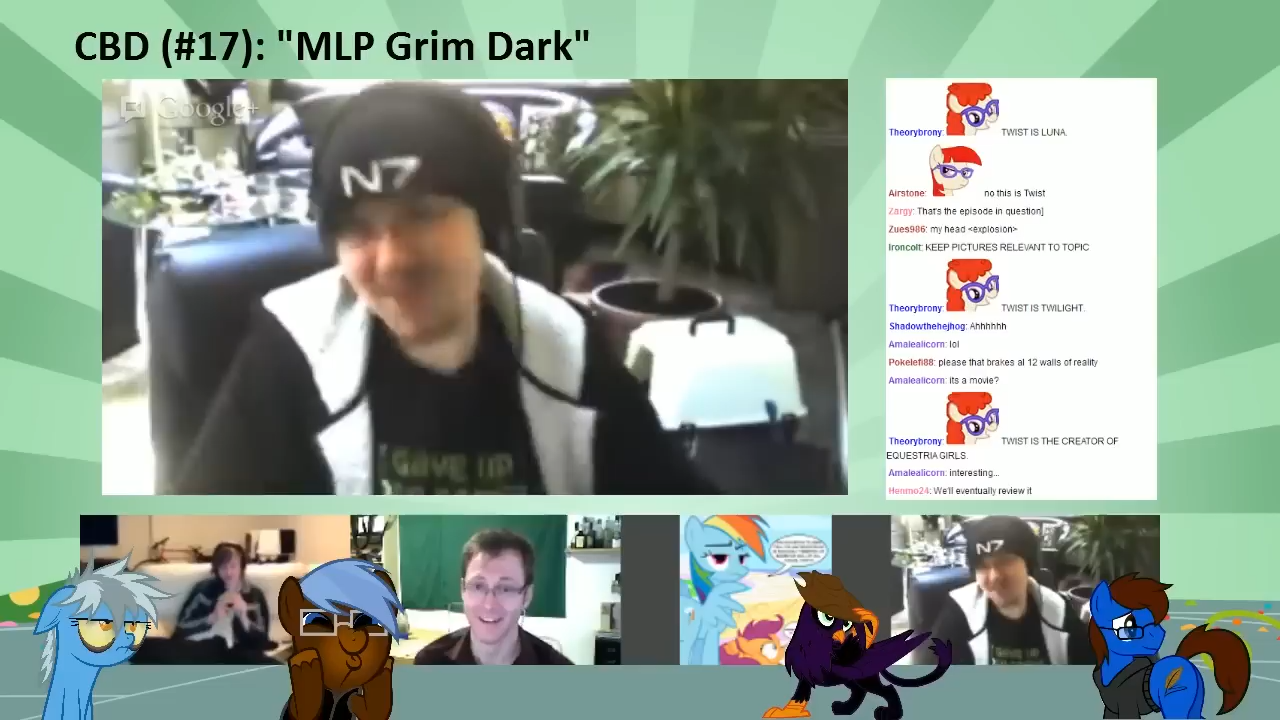 CBD (#17): "MLP Grim Dark"
Google+
N7
GAVE UP
Theorybrony: TWIST IS LUNA.
Airstone: no this is Twist
Zargy: That's the episode in question]
Zues986: my head <explosion>
Ironcolt: KEEP PICTURES RELEVANT TO TOPIC
Theorybrony: TWIST IS TWILIGHT.
Shadowthehejhog: Ahhhhhh
Amalealicorn: lol
Pokelefi88: please that brakes al 12 walls of reality
Amalealicorn: its a movie?
Theorybrony: TWIST IS THE CREATOR OF
EQUESTRIA GIRLS.
Amalealicorn: interesting...
Henmo24: We'll eventually review it
N7